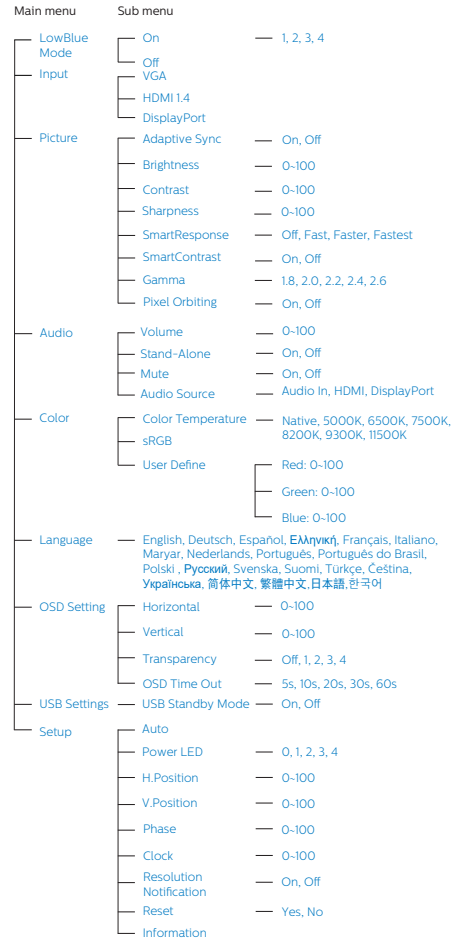 Main menu Sub menu
LowBlue Mode On 1, 2, 3, 4
Off
Input VGA
HDMI 1.4
DisplayPort
Picture Adaptive Sync On, Off
Brightness 0~100
Contrast 0~100
Sharpness 0~100
SmartResponse Off, Fast, Faster, Fastest
SmartContrast On, Off
Gamma 1.8, 2.0, 2.2, 2.4, 2.6
Pixel Orbiting On, Off
Audio Volume 0~100
Stand-Alone On, Off
Mute On, Off
Audio Source Audio In, HDMI, DisplayPort
Color Color Temperature Native, 5000K, 6500K, 7500K,
8200K, 9300K, 11500K
sRGB
User Define Red: 0~100
Green: 0~100
Blue: 0~100
Language English, Deutsch, Español, Ελληνική, Français, Italiano,
Maryar, Nederlands, Português, Português do Brasil,
Polski , Русский, Svenska, Suomi, Türkçe, Čeština,
Українська, 简体中文, 繁體中文,日本語,한국어
OSD Setting Horizontal 0~100
Vertical 0~100
Transparency Off, 1, 2, 3, 4
OSD Time Out 5s, 10s, 20s, 30s, 60s
USB Settings USB Standby Mode On, Off
Setup Auto
Power LED 0, 1, 2, 3, 4
H.Position 0~100
V.Position 0~100
Phase 0~100
Clock 0~100
Resolution
Notification On, Off
Reset Yes, No
Information